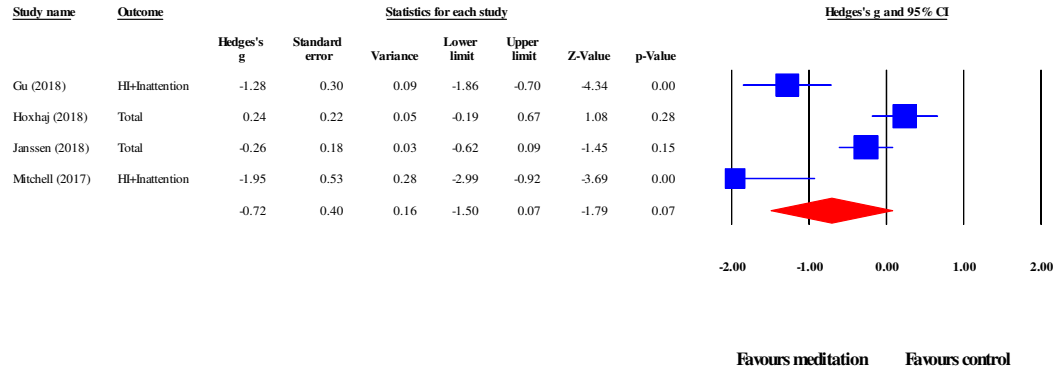 Study name Outcome Statistics for each study Hedges's g and 95% CI
Hedges's Standard Lower Upper
g error Variance limit limit Z-Value p-Value
Gu (2018) HI+Inattention -1.28 0.30 0.09 -1.86 -0.70 -4.34 0.00
Hoxhaj (2018) Total 0.24 0.22 0.05 -0.19 0.67 1.08 0.28
Janssen (2018) Total -0.26 0.18 0.03 -0.62 0.09 -1.45 0.15
Mitchell (2017) HI+Inattention -1.95 0.53 0.28 -2.99 -0.92 -3.69 0.00
-0.72 0.40 0.16 -1.50 0.07 -1.79 0.07
-2.00 -1.00 0.00 1.00 2.00
Favours meditation Favours control